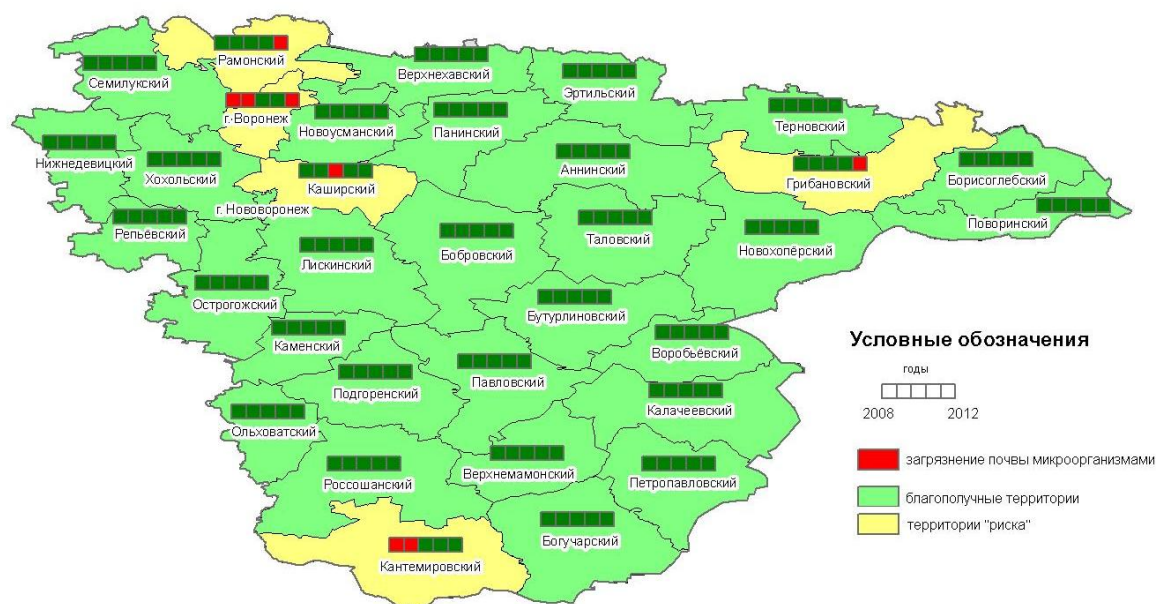 Рамонский
Семилукский
Верхнехавский
Эртильский
г.-Воронеж
Новоусманский
Панинский
Терновский
Нижнедевицкий
Хохольский
Каширский
Аннинский
Грибановский
Борисоглебский
г. Нововоронеж
Репьёвский
Поворинский
Лискинский
Бобровский
Таловский
Новохопёрский
Острогожский
Бутурлиновский
Каменский
Воробьёвский
Подгоренский
Павловский
Калачеевский
Ольховатский
Россошанский
Верхнемамонский
Петропавловский
Богучарский
Кантемировский
Условные обозначения
годы
2008 2012
загрязнение почвы микроорганизмами
благополучные территории
территории "риска"